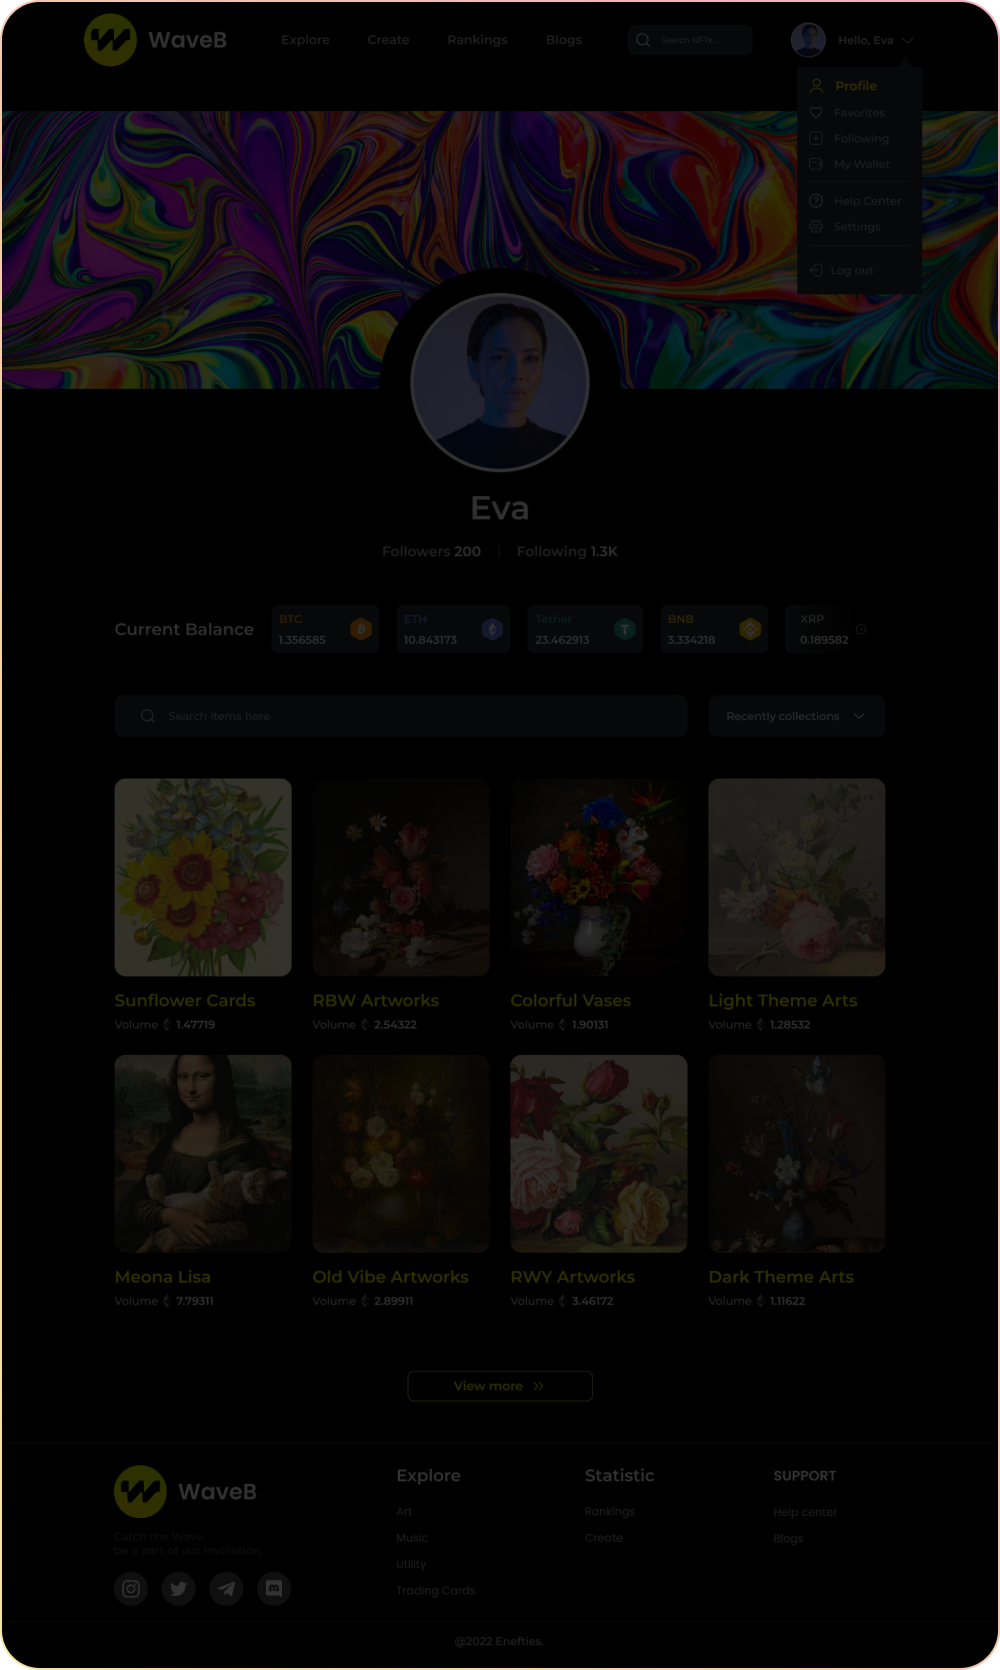 WaveB
Explore
Create
Rankings
Blogs
Search NFTs..
Hello, Eva
Profile
Favorites
Following
My Wallet
Help Center
Settings
Log out
Eva
Followers 200 | Following 1.3K
Current Balance
BTC
1.356585
ETH
10.843173
Tether
23.462913
BNB
3.334218
XRP
0.189582
Search items here
Recently collections
Sunflower Cards
Volume 1.47719
RBW Artworks
Volume 2.54322
Colorful Vases
Volume 1.90131
Light Theme Arts
Volume 1.28532
Meona Lisa
Volume 7.79311
Old Vibe Artworks
Volume 2.89911
RWY Artworks
Volume 3.46172
Dark Theme Arts
Volume 1.11622
View more
WaveB
Catch the Wave,
be a part of our revolution.
Explore
Art
Music
Utility
Trading Cards
Statistic
Rankings
Create
SUPPORT
Help center
Blogs
@2022 Enefties.